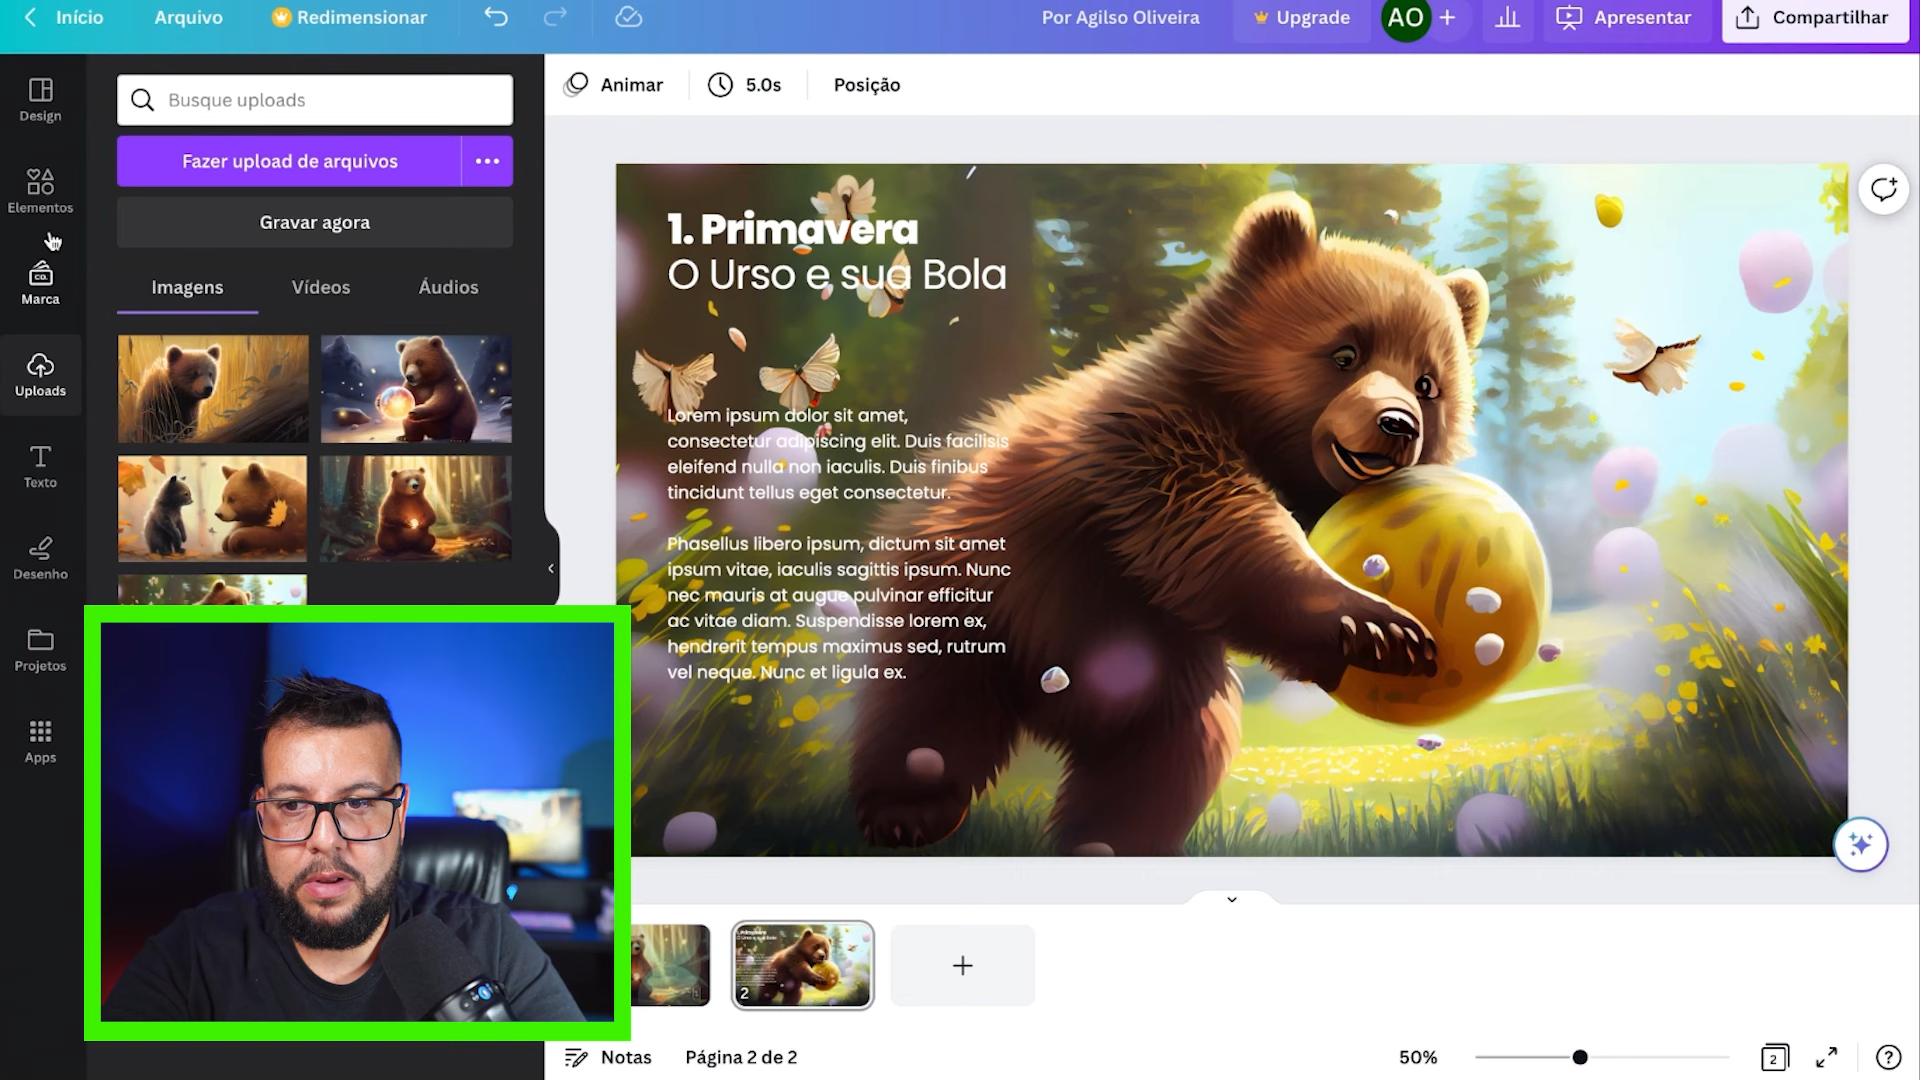 Início
Arquivo
Redimensionar
Por Agilso Oliveira
Upgrade
AO
Apresentar
Compartilhar
Design
Elementos
CO.
Marca
Uploads
Texto
Desenho
Projetos
Apps
Busque uploads
Fazer upload de arquivos
Gravar agora
Imagens
Vídeos
Áudios
Animar
5.0s
Posição
1. Primavera
O Urso e sua Bola
Lorem ipsum dolor sit amet,
consectetur adipiscing elit. Duis facilisis
eleifend nulla non iaculis. Duis finibus
tincidunt tellus eget consectetur.
Phasellus libero ipsum, dictum sit amet
ipsum vitae, iaculis sagittis ipsum. Nunc
nec mauris at augue pulvinar efficitur
ac vitae diam. Suspendisse lorem ex,
hendrerit tempus maximus sed, rutrum
vel neque. Nunc et ligula ex.
2
Notas
Página 2 de 2
50%
2
?